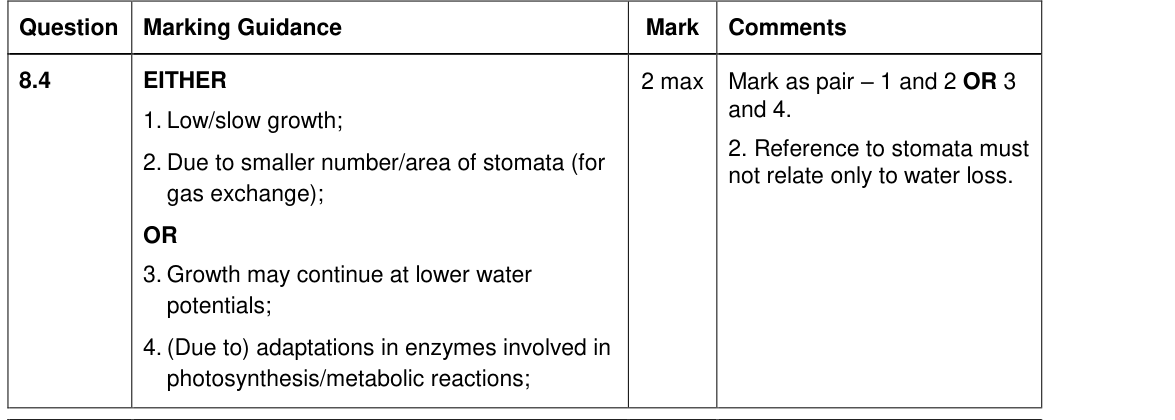 Question Marking Guidance Mark Comments
8.4
EITHER
1. Low/slow growth;
2. Due to smaller number/area of stomata (for
gas exchange);
OR
3. Growth may continue at lower water
potentials;
4. (Due to) adaptations in enzymes involved in
photosynthesis/metabolic reactions;
2 max
Mark as pair – 1 and 2 OR 3
and 4.
2. Reference to stomata must
not relate only to water loss.